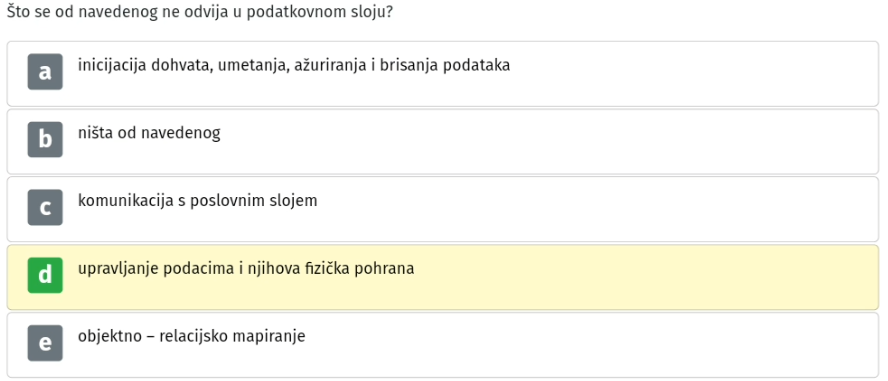 Što se od navedenog ne odvija u podatkovnom sloju?
a inicijacija dohvata, umetanja, ažuriranja i brisanja podataka
b ništa od navedenog
c komunikacija s poslovnim slojem
d upravljanje podacima i njihova fizička pohrana
e objektno – relacijsko mapiranje